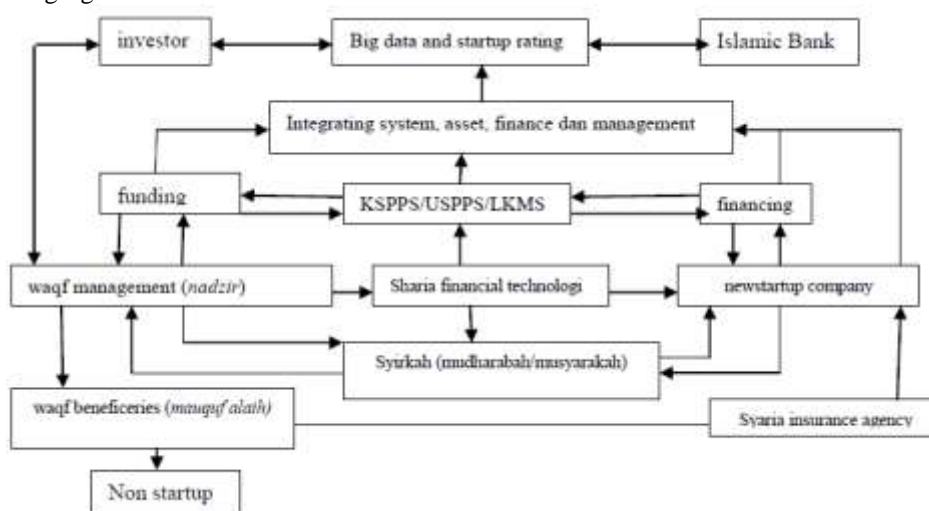 investor
Big data and startup rating
Islamic Bank
Integrating system, asset, finance dan management
funding
KSPPS/USPPS/LKMS
financing
waqf management (nadzir)
Sharia financial technologi
newstartup company
Syirkah (mudharabah/musyarakah)
waqf beneficeries (mauquf alaih)
Syaria insurance agency
Non startup